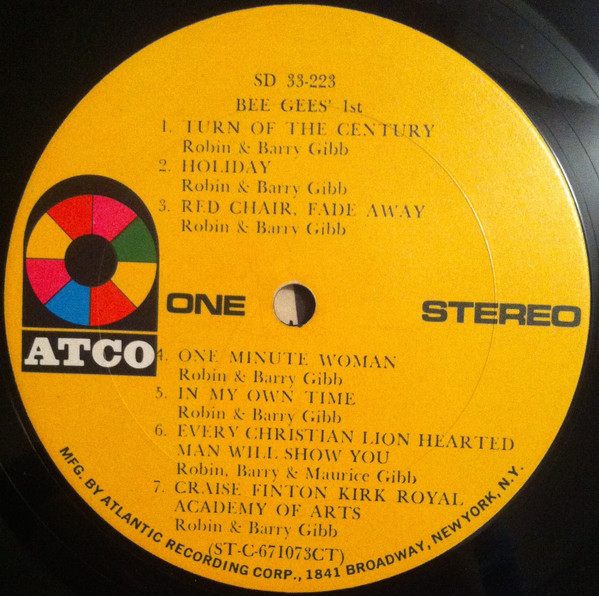 SD 33-223
BEE GEES' 1st
1. TURN OF THE CENTURY
Robin & Barry Gibb
2. HOLIDAY
Robin & Barry Gibb
3. RED CHAIR, FADE AWAY
Robin & Barry Gibb
ONE
STEREO
ATCO
4. ONE MINUTE WOMAN
Robin & Barry Gibb
5. IN MY OWN TIME
Robin & Barry Gibb
6. EVERY CHRISTIAN LION HEARTED
MAN WILL SHOW YOU
Robin, Barry & Maurice Gibb
7. CRAISE FINTON KIRK ROYAL
ACADEMY OF ARTS
Robin & Barry Gibb
(ST-C-671073CT)
MFG. BY ATLANTIC RECORDING CORP., 1841 BROADWAY, NEW YORK, N.Y.